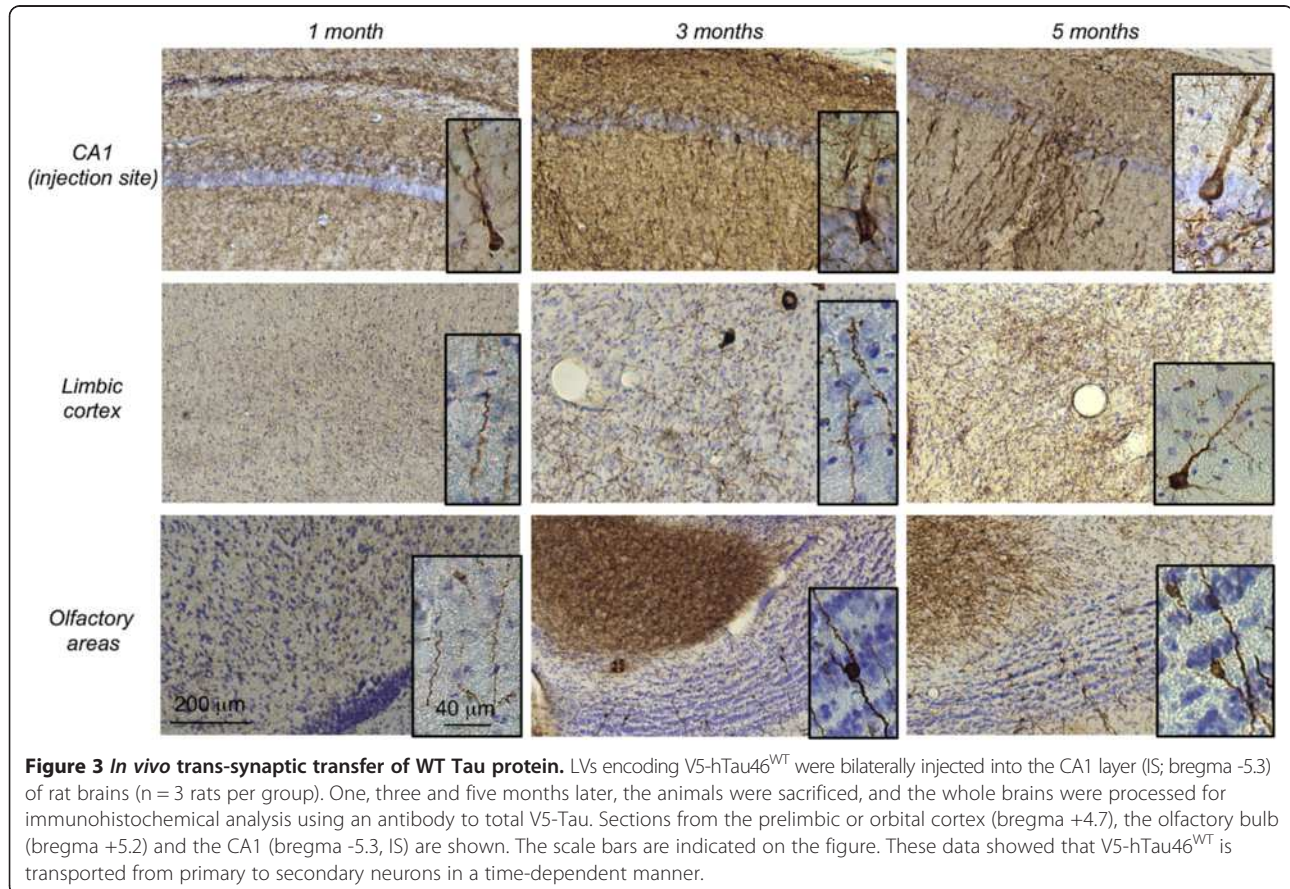 1 month 3 months 5 months
CA1
(injection site)
Limbic
cortex
Olfactory
areas
200 μm 40 μm
Figure 3 In vivo trans-synaptic transfer of WT Tau protein. LVs encoding V5-hTau46WT were bilaterally injected into the CA1 layer (IS; bregma -5.3)
of rat brains (n = 3 rats per group). One, three and five months later, the animals were sacrificed, and the whole brains were processed for
immunohistochemical analysis using an antibody to total V5-Tau. Sections from the prelimbic or orbital cortex (bregma +4.7), the olfactory bulb
(bregma +5.2) and the CA1 (bregma -5.3, IS) are shown. The scale bars are indicated on the figure. These data showed that V5-hTau46WT is
transported from primary to secondary neurons in a time-dependent manner.